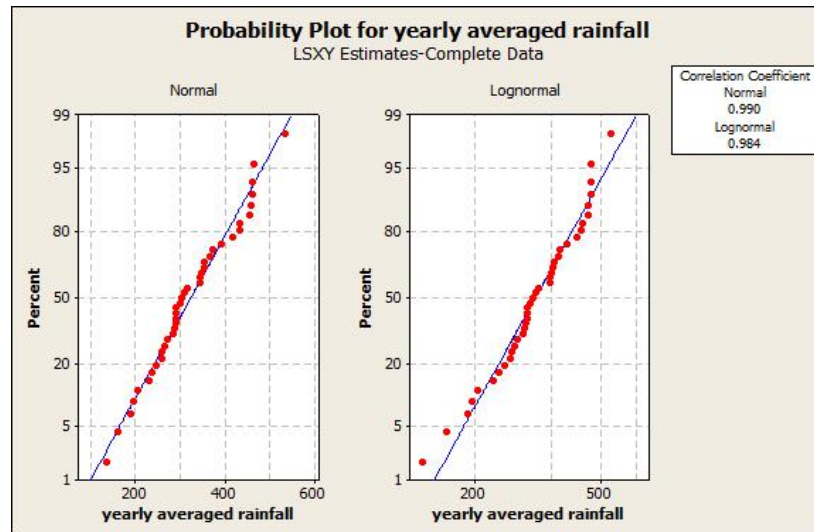 Probability Plot for yearly averaged rainfall
LSXY Estimates-Complete Data
Correlation Coefficient
Normal
0.990
Lognormal
0.984
Normal
99
95
80
50
20
5
1
Percent
200 400 600
yearly averaged rainfall
Lognormal
99
95
80
50
20
5
1
Percent
200 500
yearly averaged rainfall